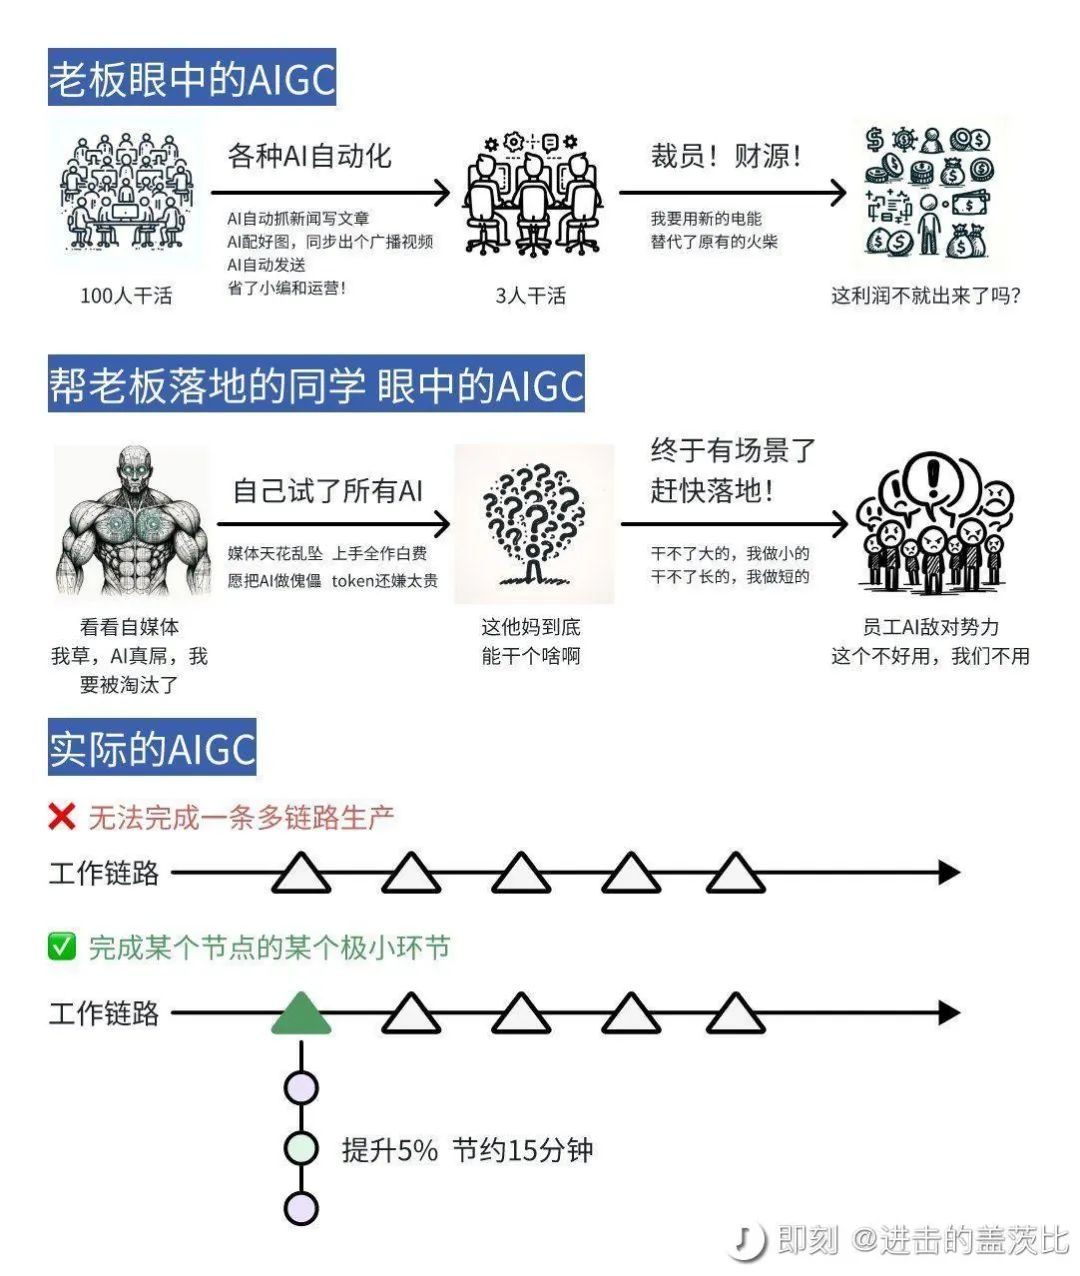 老板眼中的AIGC
各种AI自动化
裁员！财源！
AI自动抓新闻写文章
AI配好图，同步出个广播视频
AI自动发送
省了小编和运营！
我要用新的电能
替代了原有的火柴
100人干活
3人干活
这利润不就出来了吗？
帮老板落地的同学 眼中的AIGC
自己试了所有AI
终于有场景了
赶快落地！
媒体天花乱坠 上手全作白费
愿把AI做傀儡 token还嫌太贵
干不了大的，我做小的
干不了长的，我做短的
看看自媒体
我草，AI真屌，我
要被淘汰了
这他妈到底
能干个啥啊
员工AI敌对势力
这个不好用，我们不用
实际的AIGC
❌ 无法完成一条多链路生产
工作链路
✅ 完成某个节点的某个极小环节
工作链路
提升5% 节约15分钟
即刻 @进击的盖茨比